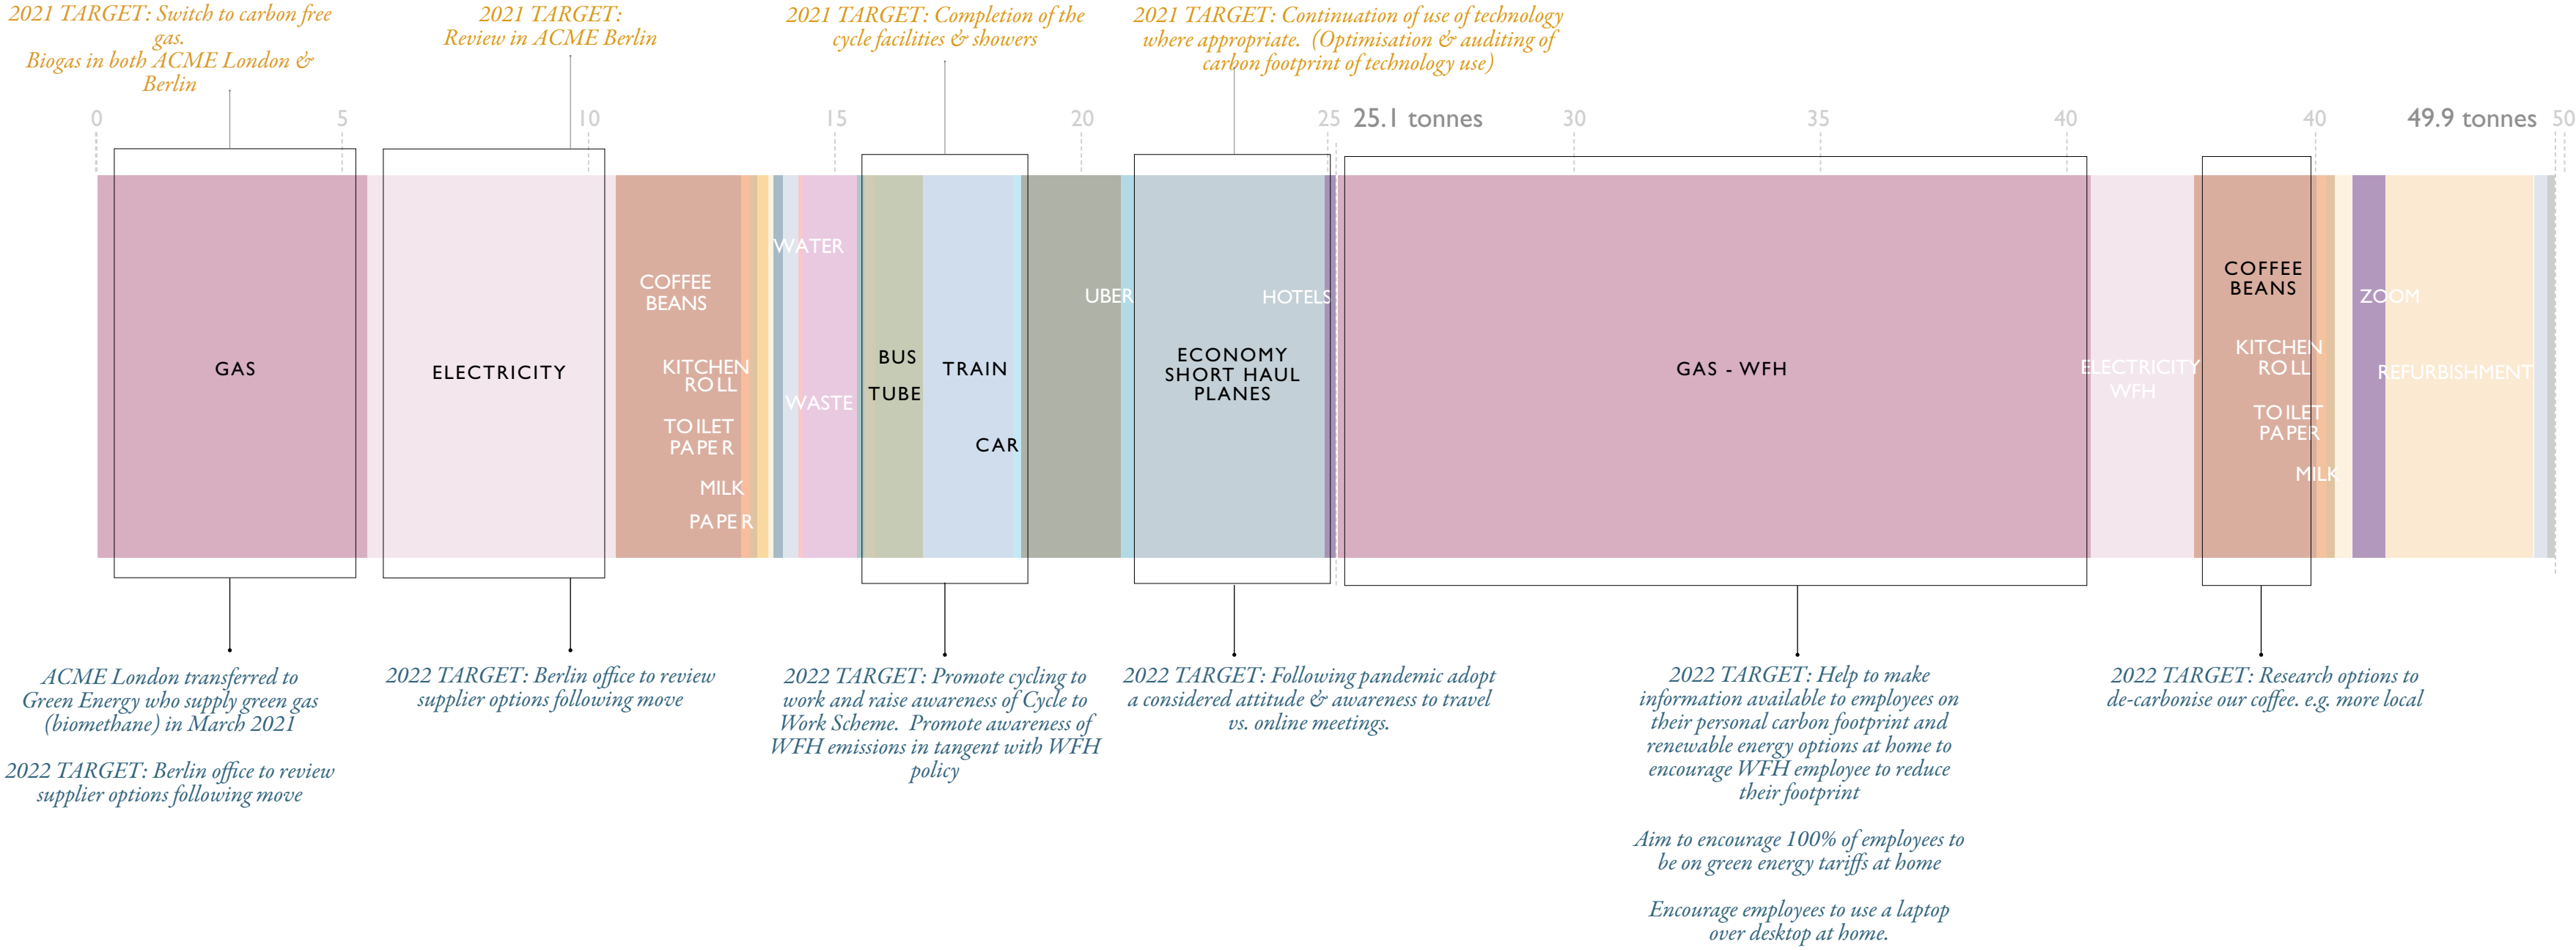 2021 TARGET: Switch to carbon free
gas.
Biogas in both ACME London &
Berlin
2021 TARGET:
Review in ACME Berlin
2021 TARGET: Completion of the
cycle facilities & showers
2021 TARGET: Continuation of use of technology
where appropriate. (Optimisation & auditing of
carbon footprint of technology use)
0 5 10 15 20 25 25.1 tonnes 30 35 40 40 49.9 tonnes 50
GAS
ELECTRICITY
COFFEE
BEANS
KITCHEN
ROLL
TOILET
PAPER
MILK
PAPER
WATER
WASTE
BUS
TUBE
TRAIN
CAR
UBER
ECONOMY
SHORT HAUL
PLANES
HOTELS
GAS - WFH
ELECTRICITY
WFH
COFFEE
BEANS
KITCHEN
ROLL
TOILET
PAPER
MILK
ZOOM
REFURBISHMENT
ACME London transferred to
Green Energy who supply green gas
(biomethane) in March 2021
2022 TARGET: Berlin office to review
supplier options following move
2022 TARGET: Berlin office to review
supplier options following move
2022 TARGET: Promote cycling to
work and raise awareness of Cycle to
Work Scheme. Promote awareness of
WFH emissions in tangent with WFH
policy
2022 TARGET: Following pandemic adopt
a considered attitude & awareness to travel
vs. online meetings.
2022 TARGET: Help to make
information available to employees on
their personal carbon footprint and
renewable energy options at home to
encourage WFH employee to reduce
their footprint
Aim to encourage 100% of employees to
be on green energy tariffs at home
Encourage employees to use a laptop
over desktop at home.
2022 TARGET: Research options to
de-carbonise our coffee. e.g. more local